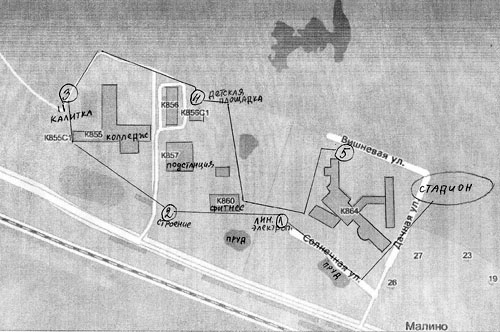 3
КАЛИТКА
К855С1
К855
колледж
К856
К855С1
4
ДЕТСКАЯ
ПЛОЩАДКА
К857
ПОДСТАНЦИЯ
К860
ФИТНЕС
2
СТРОЕНИЕ
ПРУД
1
ЛИН.
ЭЛЕКТРОП
5
Вишневая ул.
К864
СТАДИОН
Дачная ул.
Солнечная ул.
ПРУД
27
23
26
19
Малино